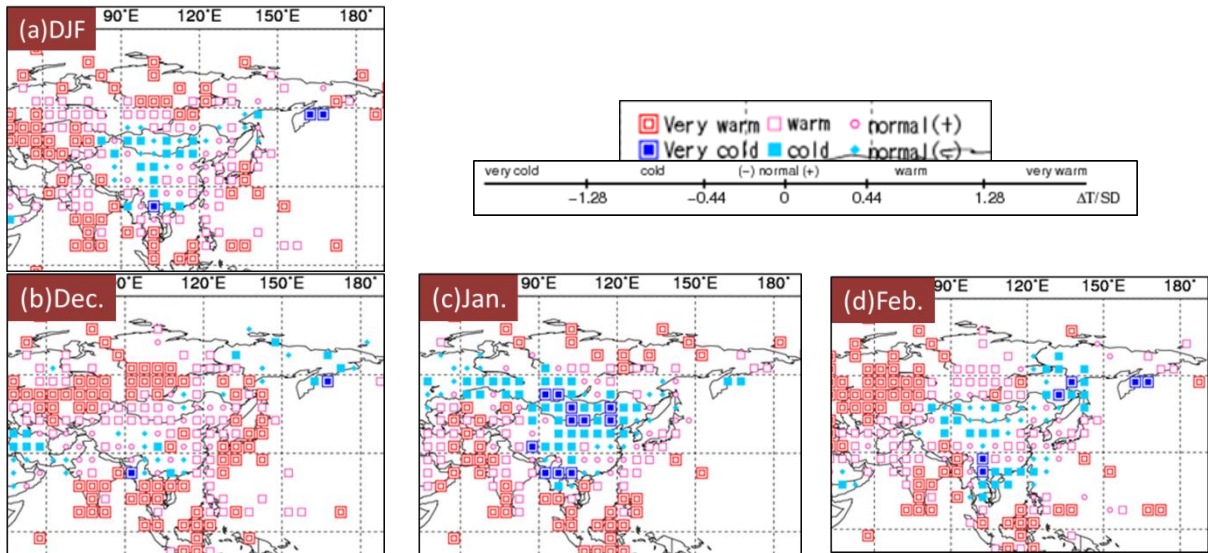 (a)DJF
90°E 120°E 150°E 180°
Very warm warm normal(+)
Very cold cold normal(-)
very cold cold (-) normal (+) warm very warm
-1.28 -0.44 0 0.44 1.28 ΔT/SD
(b)Dec.
120°E 150°E 180°
(c)Jan.
90°E 120°E 150°E 180°
(d)Feb.
90°E 120°E 150°E 180°